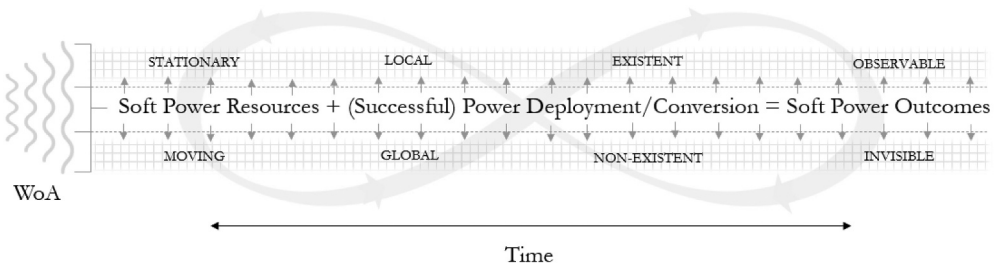 STATIONARY LOCAL EXISTENT OBSERVABLE
Soft Power Resources + (Successful) Power Deployment/Conversion = Soft Power Outcomes
MOVING GLOBAL NON-EXISTENT INVISIBLE
WoA
Time